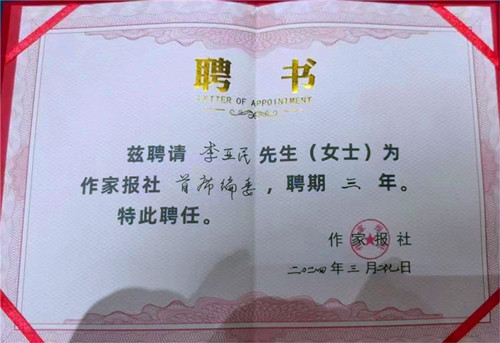 聘书
LETTER OF APPOINTMENT
兹聘请 李亚民 先生（女士）为
作家报社 首席编委，聘期 三 年。
特此聘任。
作家报社
二〇二四年三月 日